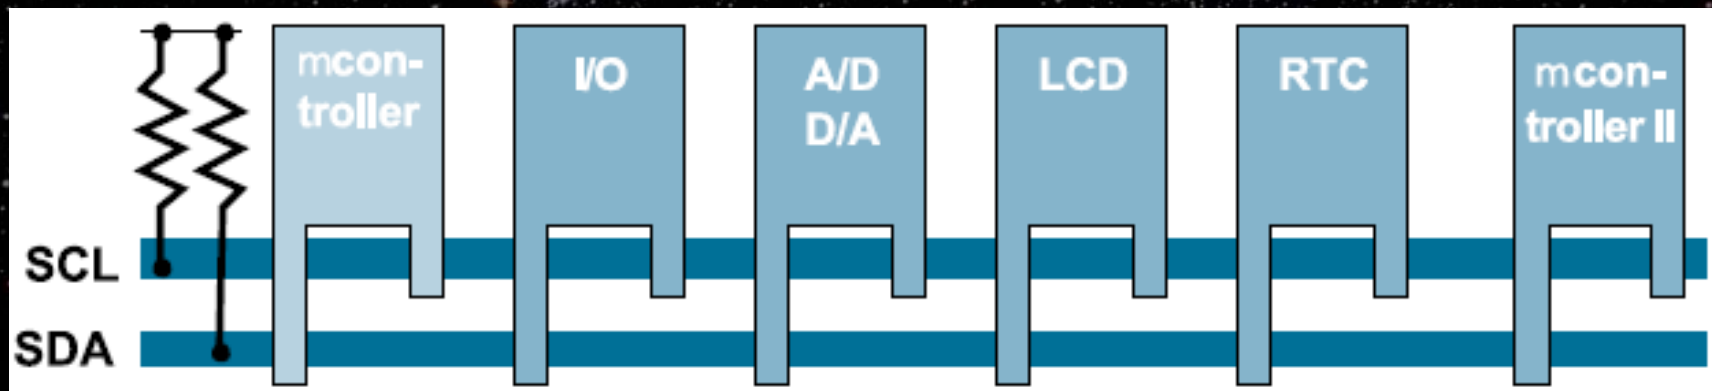 mcon-
troller
I/O
A/D
D/A
LCD
RTC
mcon-
troller II
SCL
SDA